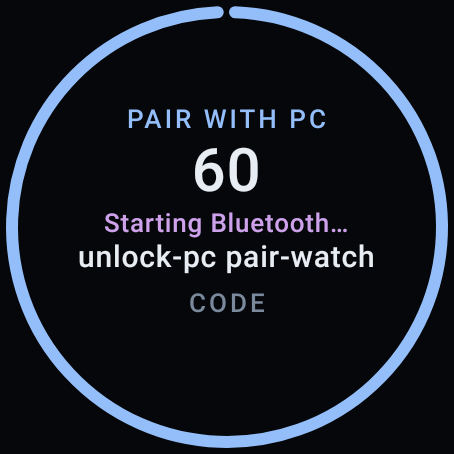 PAIR WITH PC
60
Starting Bluetooth…
unlock-pc pair-watch
CODE